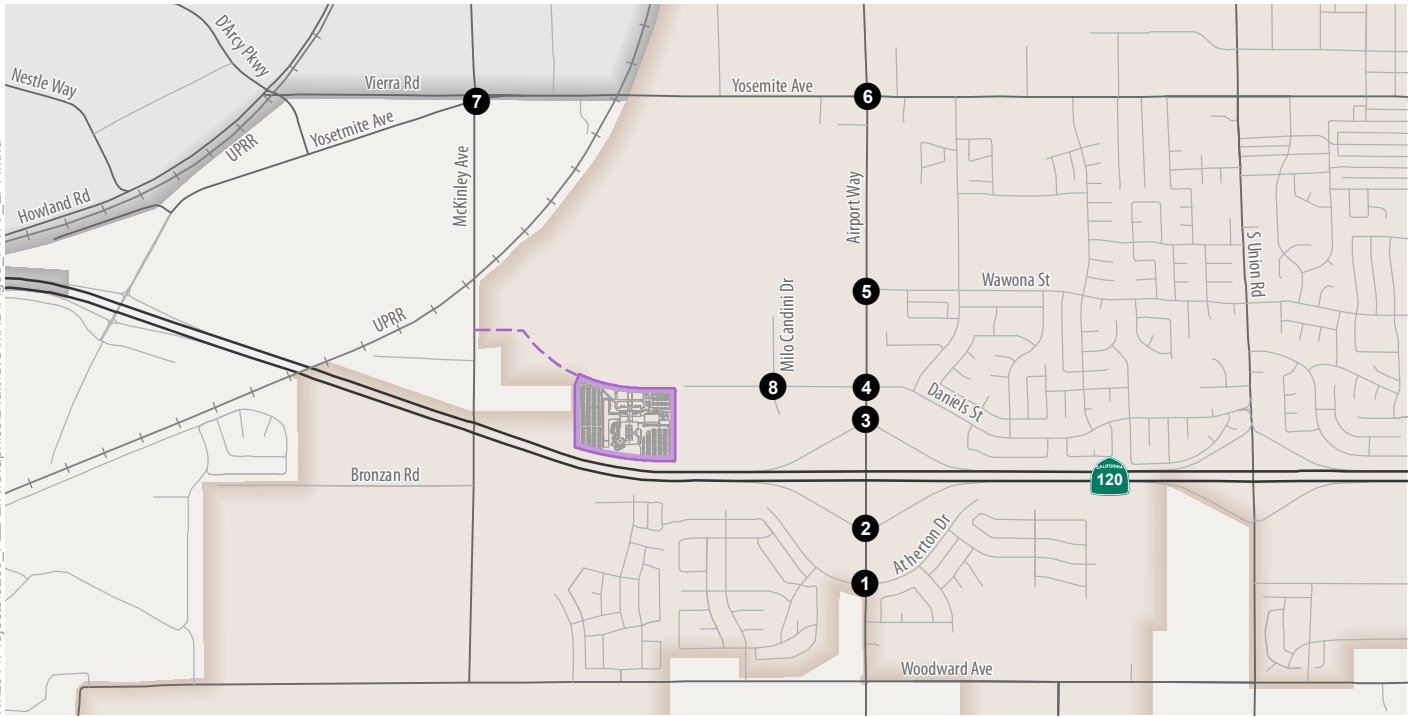 D'Arcy Pkwy
Nestle Way
Vierra Rd
Yosemite Ave
6
7
Yosetmite Ave
UPRR
McKinley Ave
Airport Way
Howland Rd
S Union Rd
Wawona St
5
Milo Candini Dr
UPRR
8
4
Daniels St
3
Bronzan Rd
CALIFORNIA
120
2
Atherton Dr
1
Woodward Ave